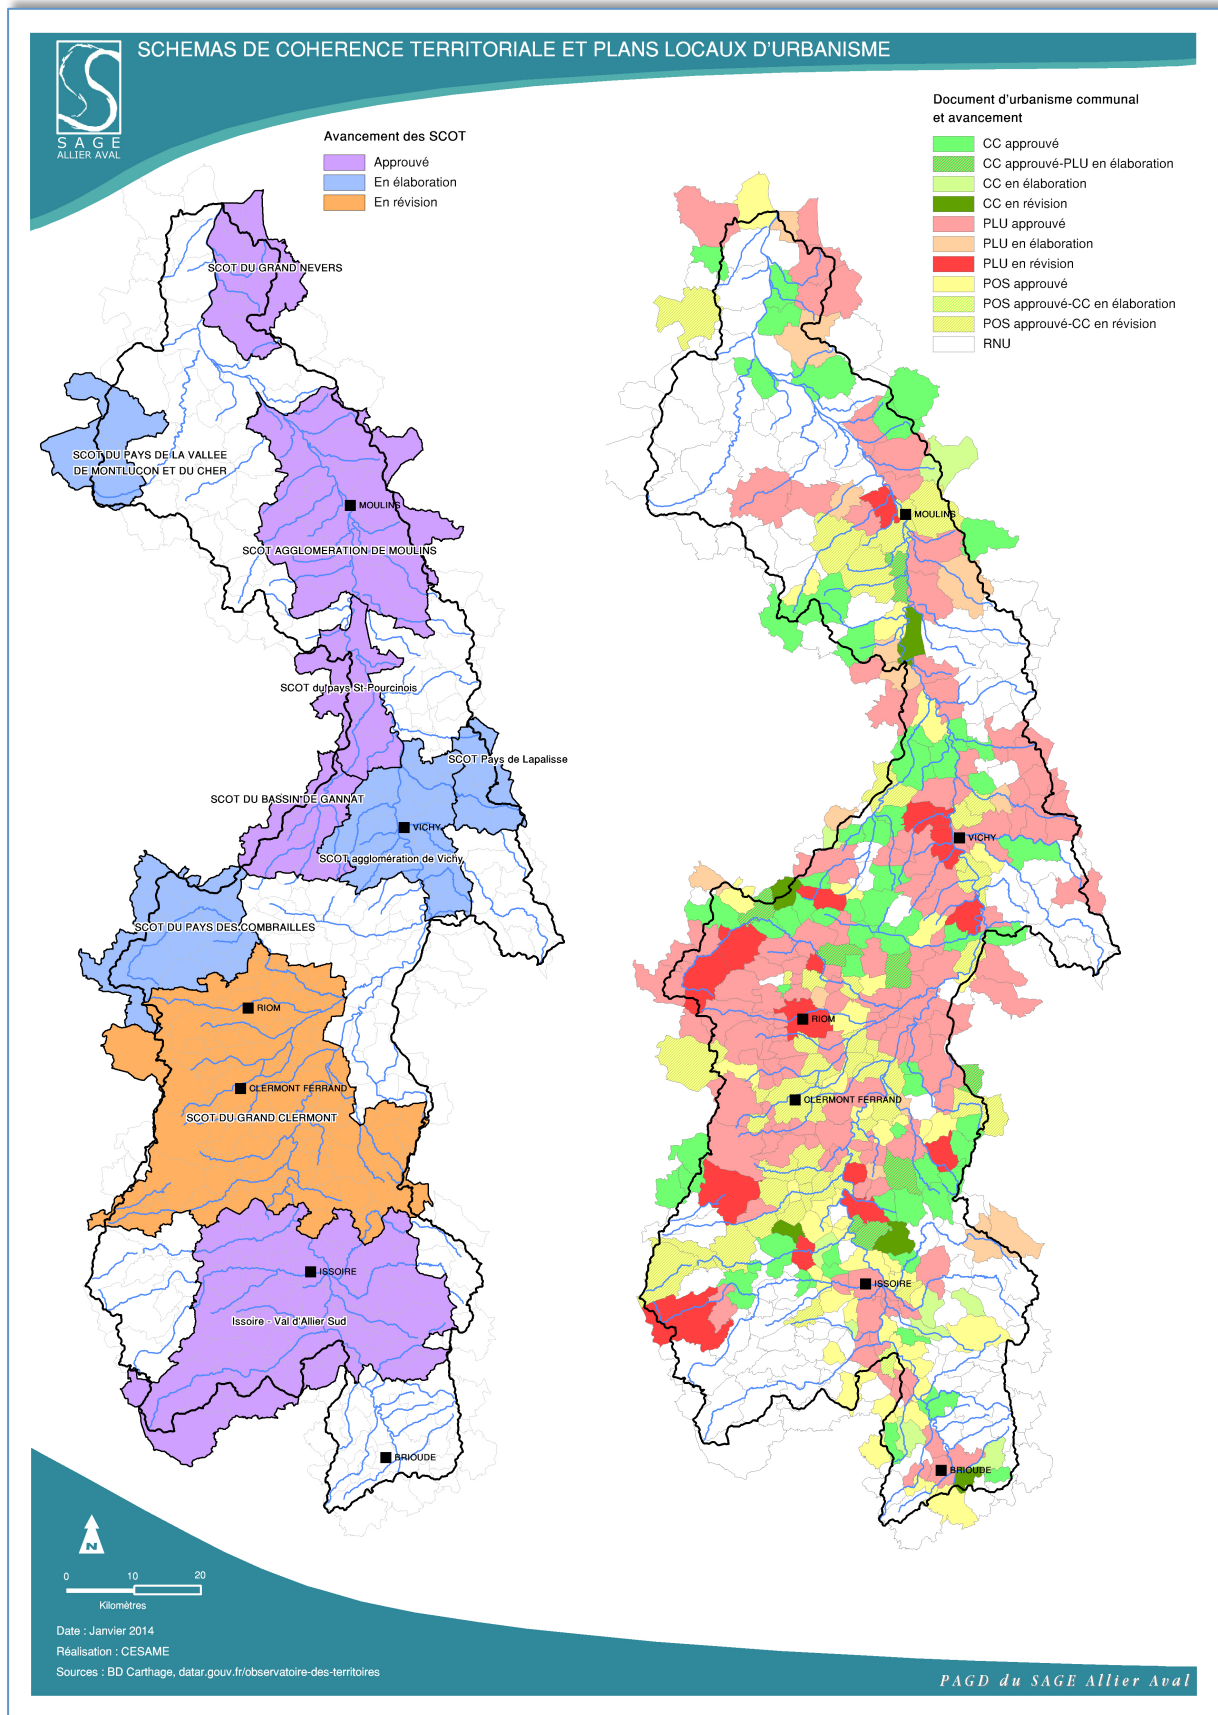 SCHEMAS DE COHERENCE TERRITORIALE ET PLANS LOCAUX D'URBANISME
SAGE
ALLIER AVAL
Avancement des SCOT
Approuvé
En élaboration
En révision
Document d'urbanisme communal
et avancement
CC approuvé
CC approuvé-PLU en élaboration
CC en élaboration
CC en révision
PLU approuvé
PLU en élaboration
PLU en révision
POS approuvé
POS approuvé-CC en élaboration
POS approuvé-CC en révision
RNU
SCOT DU GRAND NEVERS
SCOT DU PAYS DE LA VALLEE
DE MONTLUCON ET DU CHER
MOULINS
SCOT AGGLOMERATION DE MOULINS
SCOT du pays St-Pourcinois
SCOT Pays de Lapalisse
SCOT DU BASSIN DE GANNAT
VICHY
SCOT agglomération de Vichy
SCOT DU PAYS DES COMBRAILLES
RIOM
CLERMONT FERRAND
SCOT DU GRAND CLERMONT
ISSOIRE
Issoire - Val d'Allier Sud
BRIOUDE
MOULINS
VICHY
RIOM
CLERMONT FERRAND
ISSOIRE
BRIOUDE
N
0 10 20
Kilomètres
Date : Janvier 2014
Réalisation : CESAME
Sources : BD Carthage, datar.gouv.fr/observatoire-des-territoires
PAGD du SAGE Allier Aval